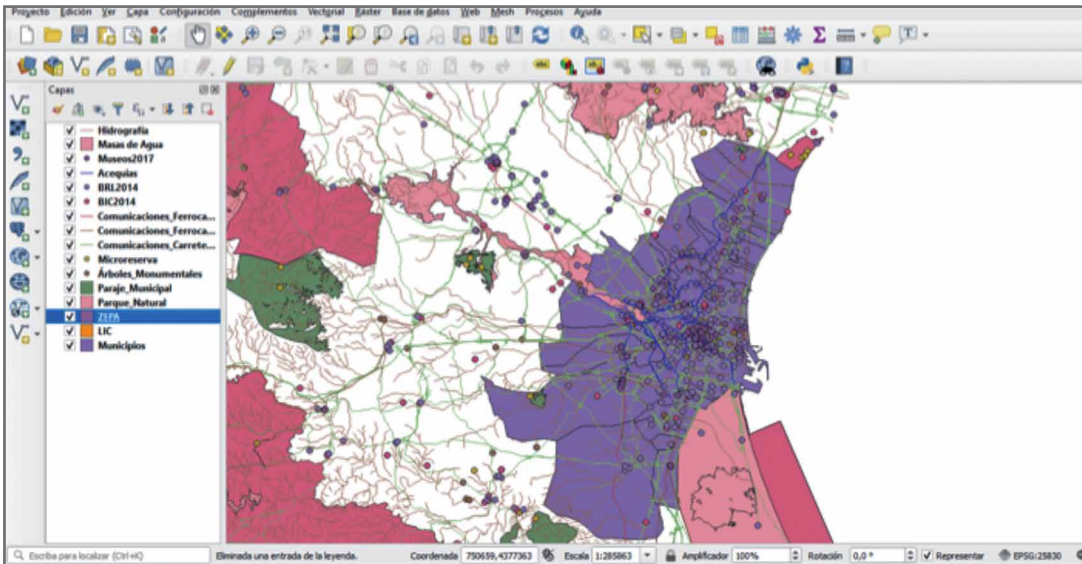 Proyecto Edición Ver Capa Configuración Complementos Vectorial Ráster Base de datos Web Mesh Procesos Ayuda
Capas
Hidrografía
Masas de Agua
Museos2017
Acequias
BRL2014
BIC2014
Comunicaciones_Ferroca...
Comunicaciones_Ferroca...
Comunicaciones_Carrete...
Microreserva
Árboles_Monumentales
Paraje_Municipal
Parque_Natural
ZEPA
LIC
Municipios
Escriba para localizar (Ctrl+K) Eliminada una entrada de la leyenda. Coordenada 750659,4377363 Escala 1:285863 Amplificador 100% Rotación 0,0 ° Representar EPSG:25830